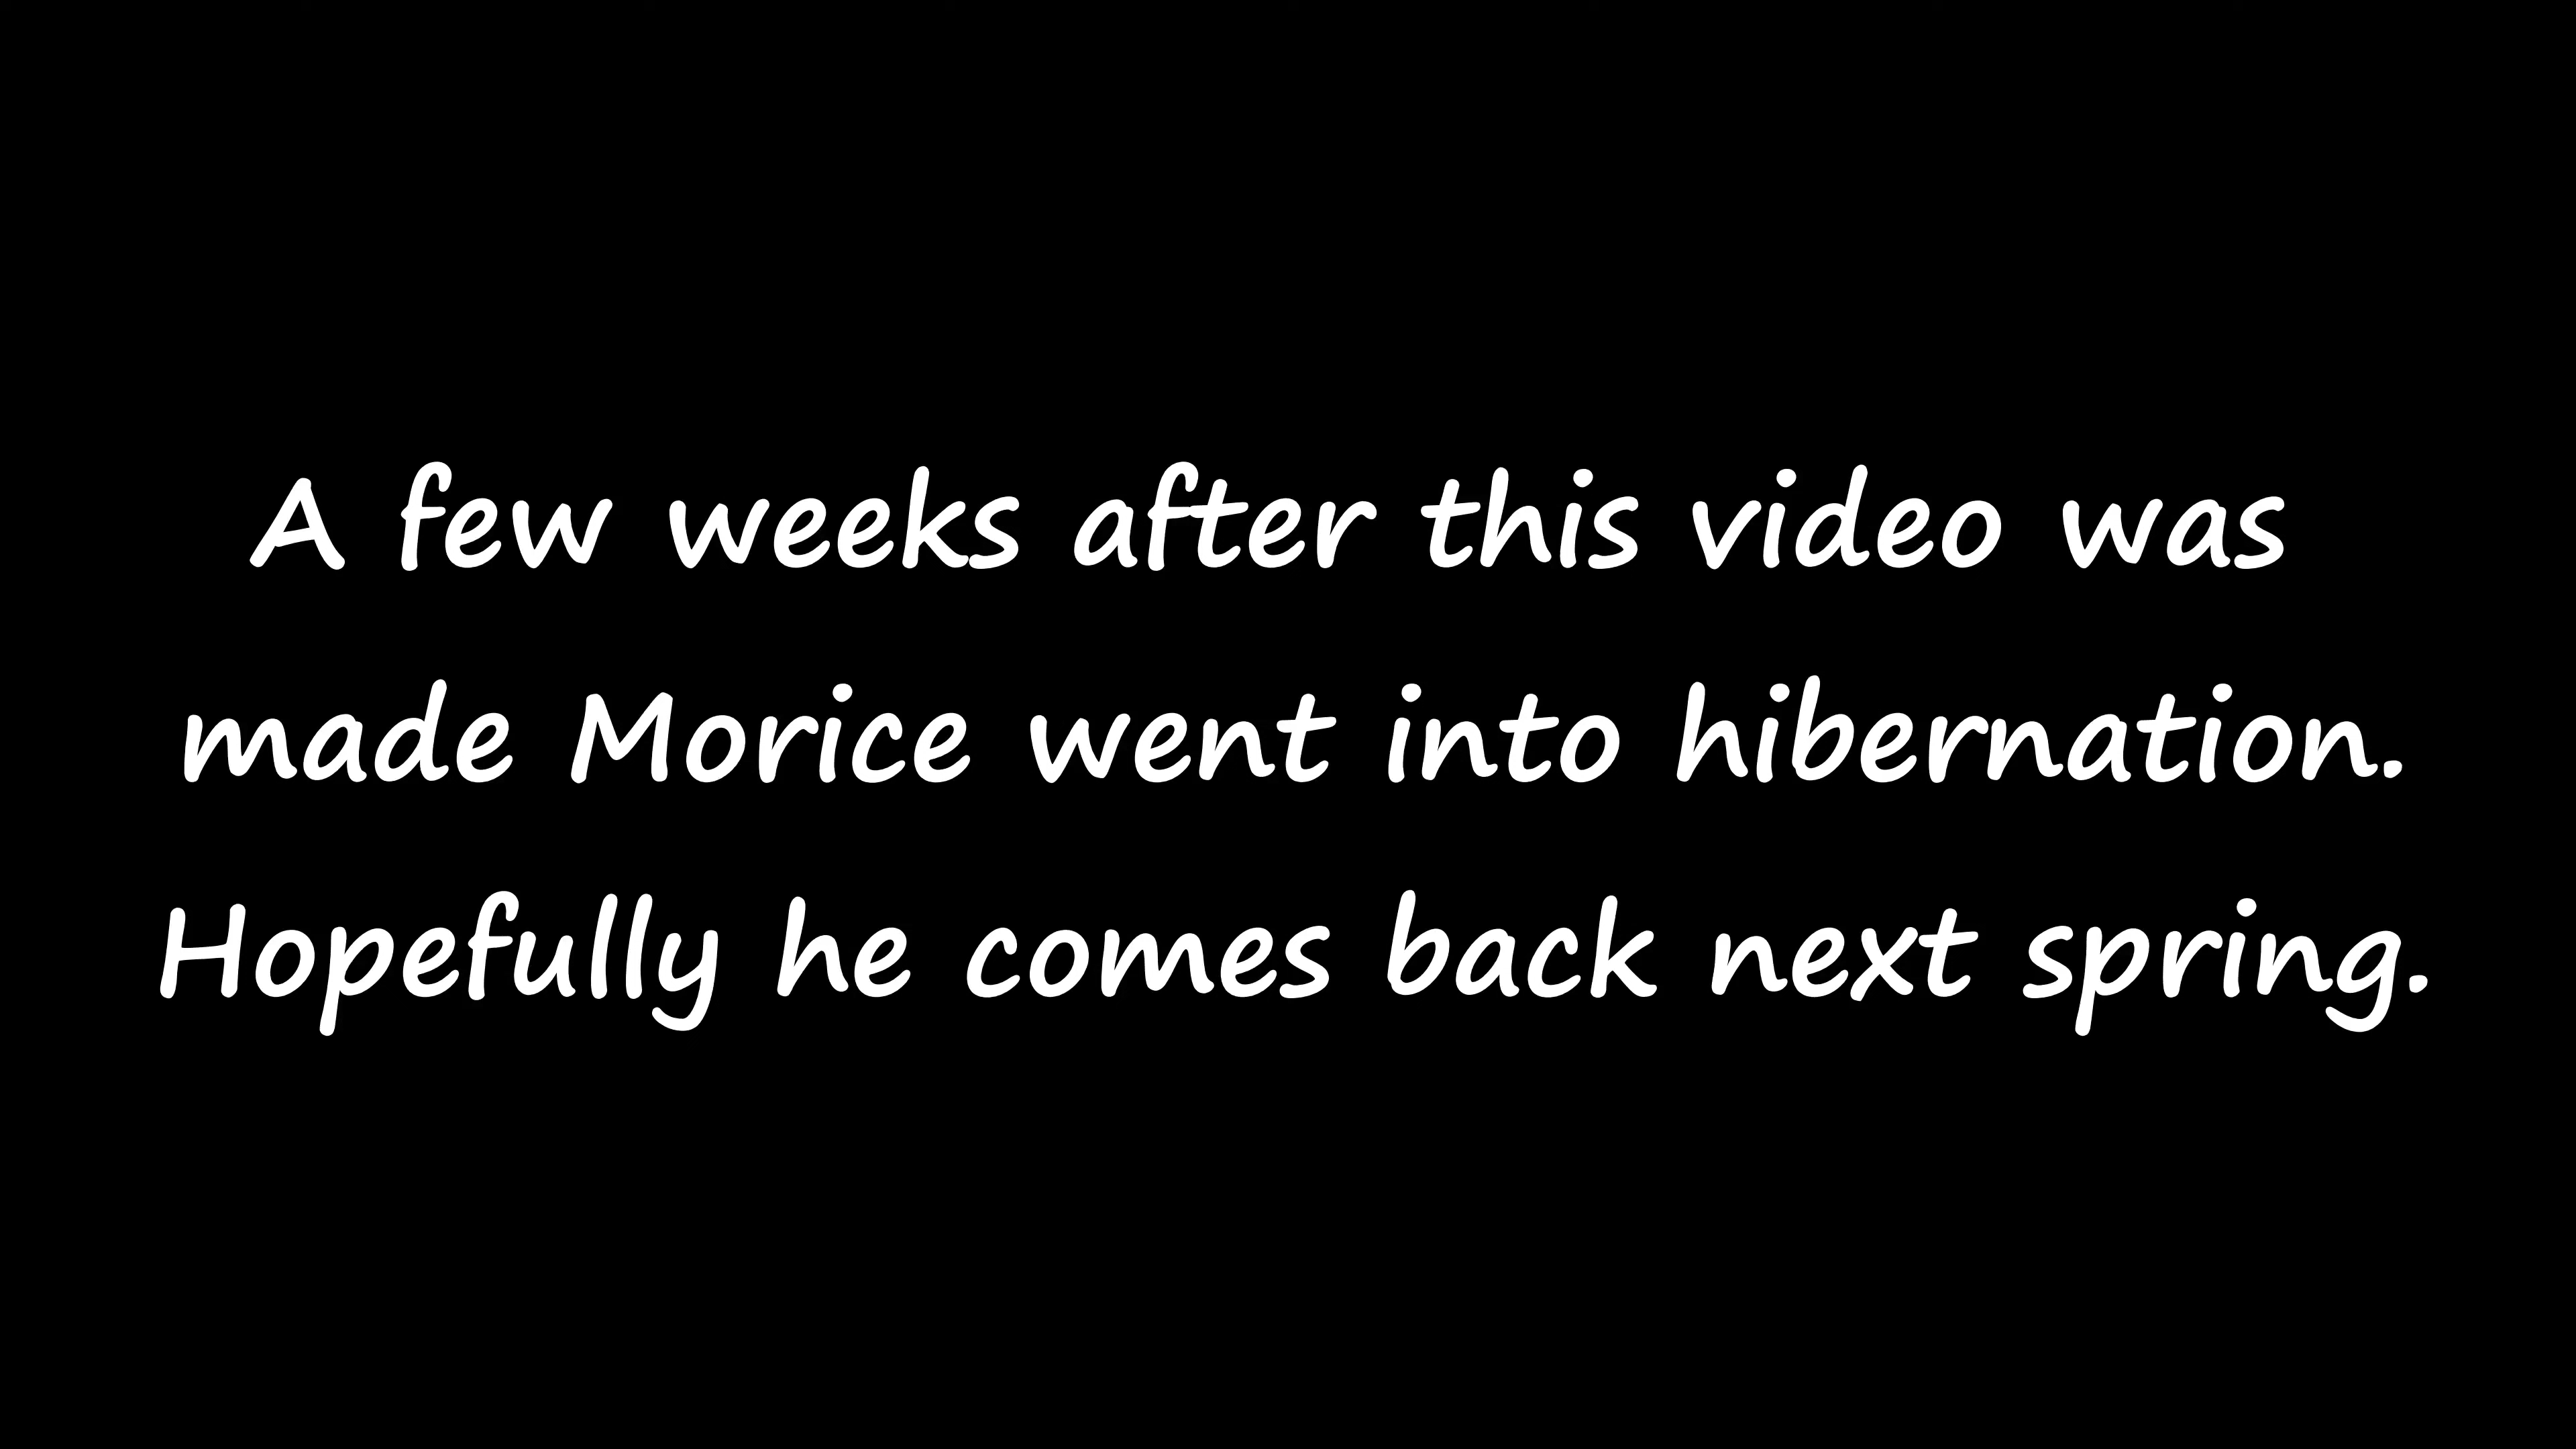 A few weeks after this video was
made Morice went into hibernation.
Hopefully he comes back next spring.